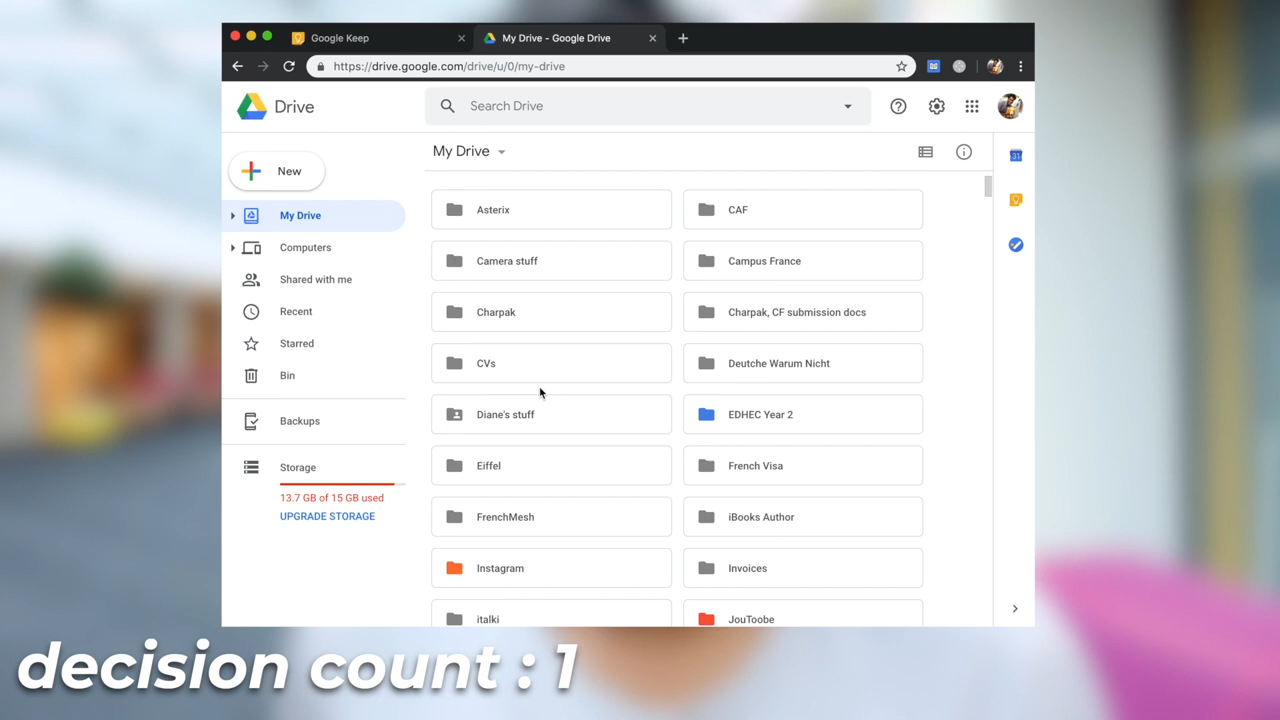 Google Keep
My Drive - Google Drive
https://drive.google.com/drive/u/0/my-drive
Drive
Search Drive
New
My Drive
Computers
Shared with me
Recent
Starred
Bin
Backups
Storage
13.7 GB of 15 GB used
UPGRADE STORAGE
My Drive
Asterix
CAF
Camera stuff
Campus France
Charpak
Charpak, CF submission docs
CVs
Deutche Warum Nicht
Diane's stuff
EDHEC Year 2
Eiffel
French Visa
FrenchMesh
iBooks Author
Instagram
Invoices
italki
JouToobe
31
decision count : 1